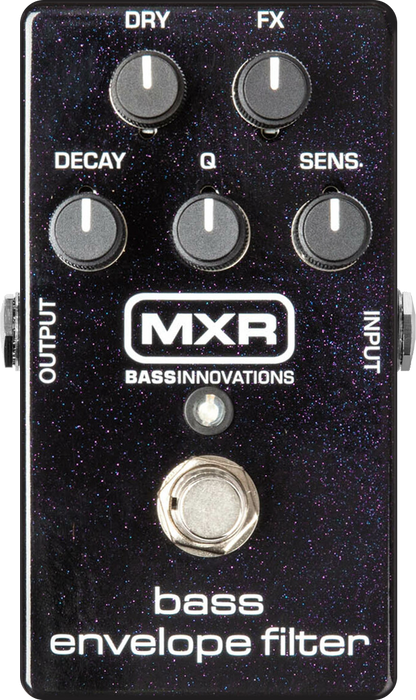 DRY FX
DECAY Q SENS.
OUTPUT
INPUT
MXR
BASSINNOVATIONS
bass
envelope filter